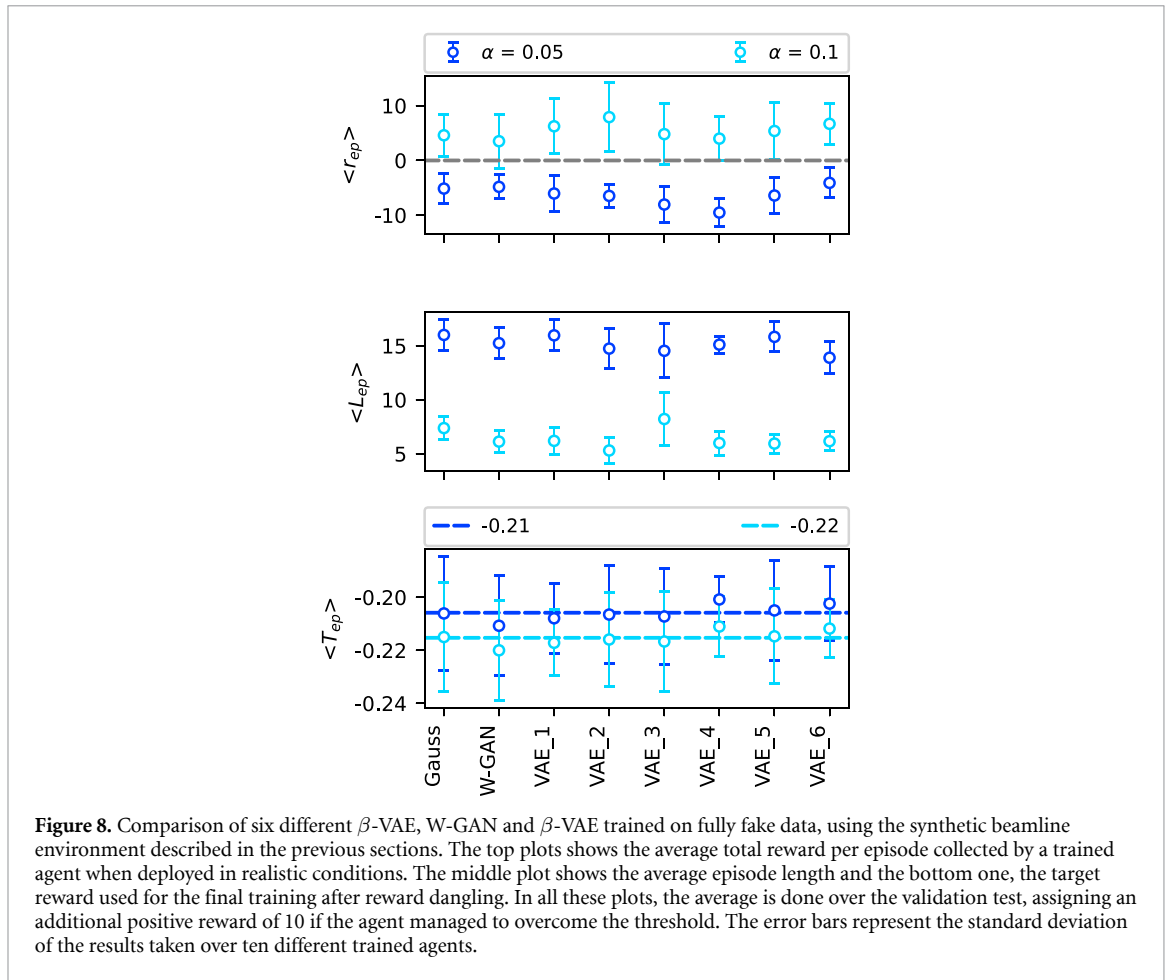 α = 0.05 α = 0.1
<r_ep>
10
0
-10
<L_ep>
15
10
5
-0.21 -0.22
<T_ep>
-0.20
-0.22
-0.24
Gauss W-GAN VAE_1 VAE_2 VAE_3 VAE_4 VAE_5 VAE_6
Figure 8. Comparison of six different β-VAE, W-GAN and β-VAE trained on fully fake data, using the synthetic beamline
environment described in the previous sections. The top plots shows the average total reward per episode collected by a trained
agent when deployed in realistic conditions. The middle plot shows the average episode length and the bottom one, the target
reward used for the final training after reward dangling. In all these plots, the average is done over the validation test, assigning an
additional positive reward of 10 if the agent managed to overcome the threshold. The error bars represent the standard deviation
of the results taken over ten different trained agents.